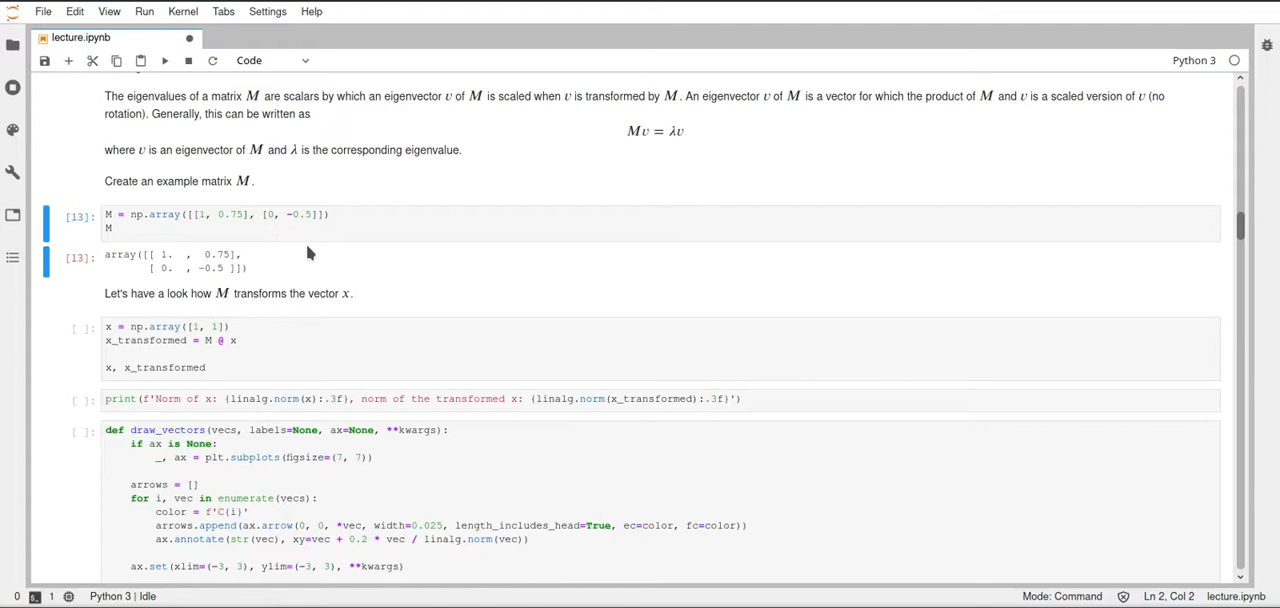 File Edit View Run Kernel Tabs Settings Help
lecture.ipynb
Code
Python 3
The eigenvalues of a matrix M are scalars by which an eigenvector v of M is scaled when v is transformed by M. An eigenvector v of M is a vector for which the product of M and v is a scaled version of v (no
rotation). Generally, this can be written as
Mv = λv
where v is an eigenvector of M and λ is the corresponding eigenvalue.
Create an example matrix M.
[13]: M = np.array([[1, 0.75], [0, -0.5]])
M
[13]: array([[ 1. , 0.75],
[ 0. , -0.5 ]])
Let's have a look how M transforms the vector x.
[ ]: x = np.array([1, 1])
x_transformed = M @ x
x, x_transformed
[ ]: print(f'Norm of x: {linalg.norm(x):.3f}, norm of the transformed x: {linalg.norm(x_transformed):.3f}')
[ ]: def draw_vectors(vecs, labels=None, ax=None, **kwargs):
if ax is None:
_, ax = plt.subplots(figsize=(7, 7))
arrows = []
for i, vec in enumerate(vecs):
color = f'C{i}'
arrows.append(ax.arrow(0, 0, *vec, width=0.025, length_includes_head=True, ec=color, fc=color))
ax.annotate(str(vec), xy=vec + 0.2 * vec / linalg.norm(vec))
ax.set(xlim=(-3, 3), ylim=(-3, 3), **kwargs)
0 1 Python 3 | Idle Mode: Command Ln 2, Col 2 lecture.ipynb